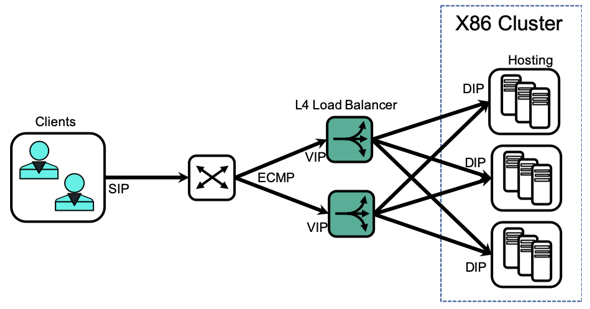 X86 Cluster
Hosting
DIP
L4 Load Balancer
Clients
VIP
DIP
SIP
ECMP
VIP
DIP